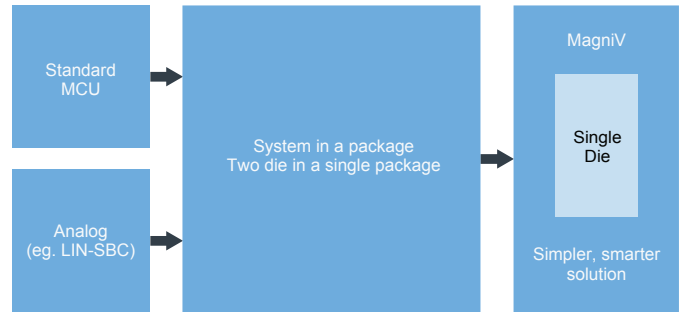 Standard
MCU
Analog
(eg. LIN-SBC)
System in a package
Two die in a single package
MagniV
Single
Die
Simpler, smarter
solution